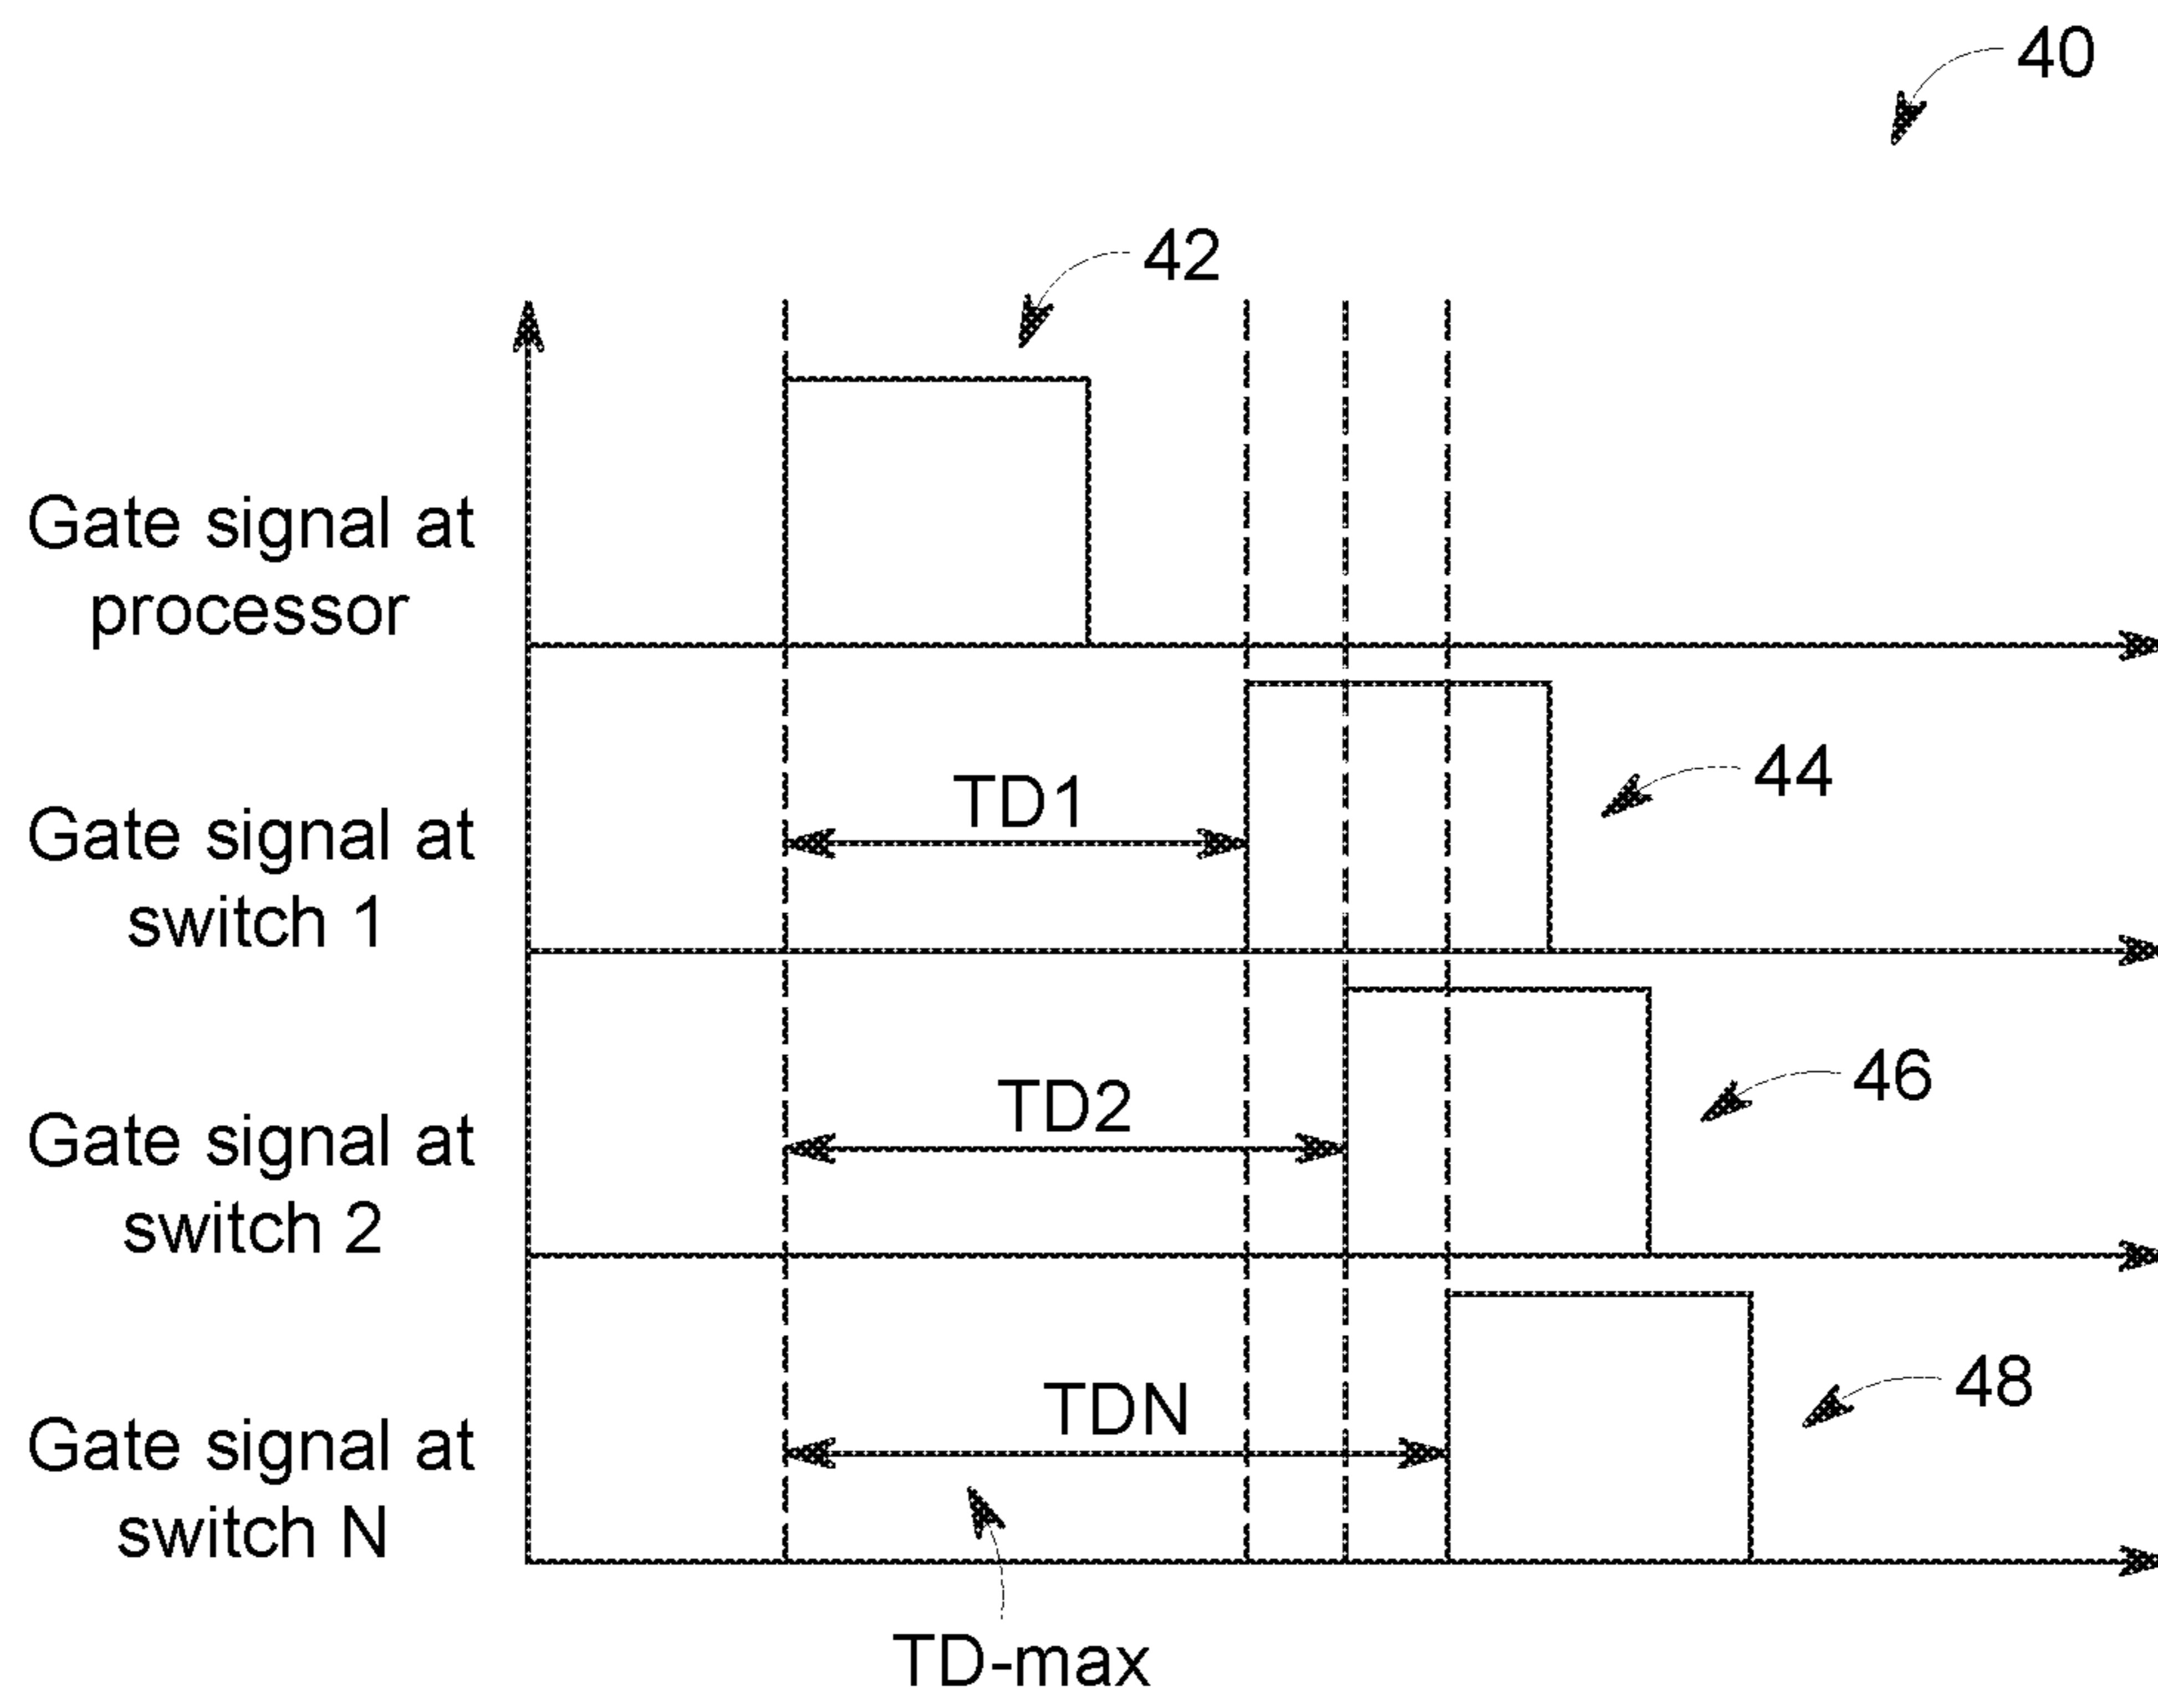 40
42
Gate signal at
processor
44
TD1
Gate signal at
switch 1
46
TD2
Gate signal at
switch 2
48
TDN
Gate signal at
switch N
TD-max